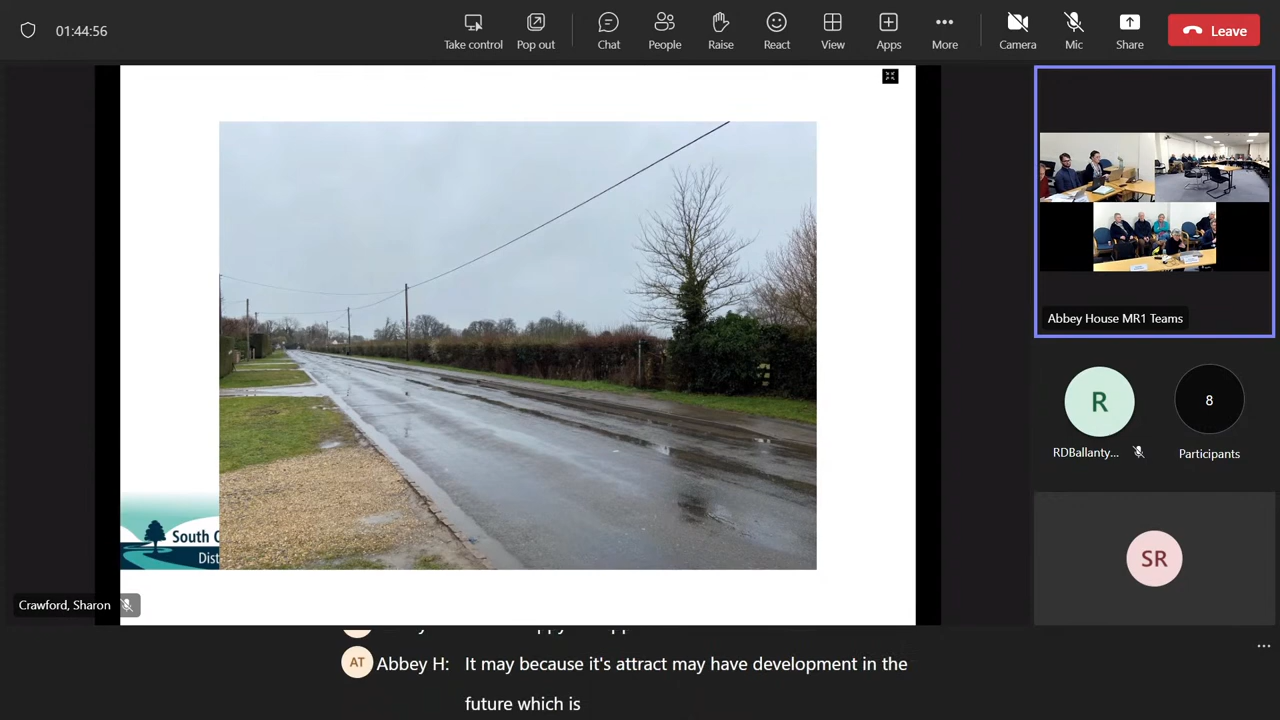 01:44:56
Take control
Pop out
Chat
People
Raise
React
View
Apps
More
Camera
Mic
Share
Leave
Abbey House MR1 Teams
R
8
RDBallanty...
Participants
South
Dist
SR
Crawford, Sharon
AT
Abbey H:
It may because it's attract may have development in the
future which is